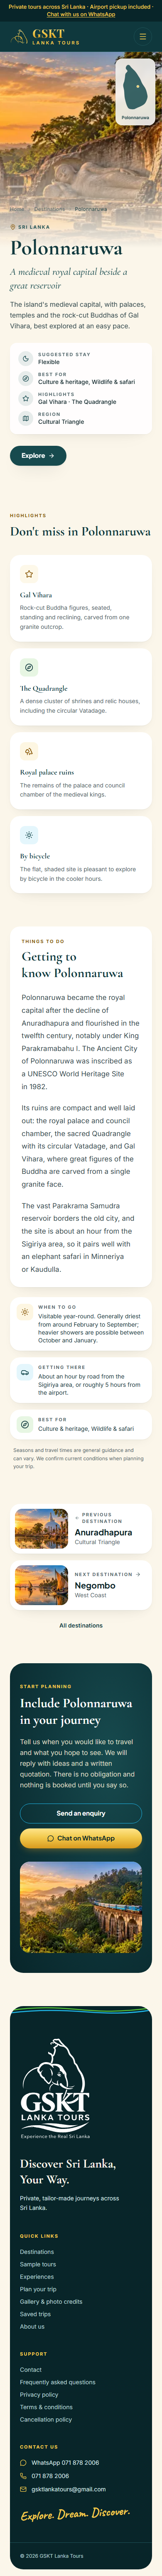 Private tours across Sri Lanka · Airport pickup included ·
Chat with us on WhatsApp
GSKT
LANKA TOURS
Polonnaruwa
Home / Destinations / Polonnaruwa
SRI LANKA
Polonnaruwa
A medieval royal capital beside a
great reservoir
The island's medieval capital, with palaces,
temples and the rock-cut Buddhas of Gal
Vihara, best explored at an easy pace.
SUGGESTED STAY
Flexible
BEST FOR
Culture & heritage, Wildlife & safari
HIGHLIGHTS
Gal Vihara · The Quadrangle
REGION
Cultural Triangle
Explore →
HIGHLIGHTS
Don't miss in Polonnaruwa
Gal Vihara
Rock-cut Buddha figures, seated,
standing and reclining, carved from one
granite outcrop.
The Quadrangle
A dense cluster of shrines and relic houses,
including the circular Vatadage.
Royal palace ruins
The remains of the palace and council
chamber of the medieval kings.
By bicycle
The flat, shaded site is pleasant to explore
by bicycle in the cooler hours.
THINGS TO DO
Getting to
know Polonnaruwa
Polonnaruwa became the royal
capital after the decline of
Anuradhapura and flourished in the
twelfth century, notably under King
Parakramabahu I. The Ancient City
of Polonnaruwa was inscribed as
a UNESCO World Heritage Site
in 1982.
Its ruins are compact and well laid
out: the royal palace and council
chamber, the sacred Quadrangle
with its circular Vatadage, and Gal
Vihara, where great figures of the
Buddha are carved from a single
granite face.
The vast Parakrama Samudra
reservoir borders the old city, and
the site is about an hour from the
Sigiriya area, so it pairs well with
an elephant safari in Minneriya
or Kaudulla.
WHEN TO GO
Visitable year-round. Generally driest
from around February to September;
heavier showers are possible between
October and January.
GETTING THERE
About an hour by road from the
Sigiriya area, or roughly 5 hours from
the airport.
BEST FOR
Culture & heritage, Wildlife & safari
Seasons and travel times are general guidance and
can vary. We confirm current conditions when planning
your trip.
← PREVIOUS
DESTINATION
Anuradhapura
Cultural Triangle
NEXT DESTINATION →
Negombo
West Coast
All destinations
START PLANNING
Include Polonnaruwa
in your journey
Tell us when you would like to travel
and what you hope to see. We will
reply with ideas and a written
quotation. There is no obligation and
nothing is booked until you say so.
Send an enquiry
Chat on WhatsApp
GSKT
LANKA TOURS
Experience the Real Sri Lanka
Discover Sri Lanka,
Your Way.
Private, tailor-made journeys across
Sri Lanka.
QUICK LINKS
Destinations
Sample tours
Experiences
Plan your trip
Gallery & photo credits
Saved trips
About us
SUPPORT
Contact
Frequently asked questions
Privacy policy
Terms & conditions
Cancellation policy
CONTACT US
WhatsApp 071 878 2006
071 878 2006
gsktlankatours@gmail.com
Explore. Dream. Discover.
© 2026 GSKT Lanka Tours